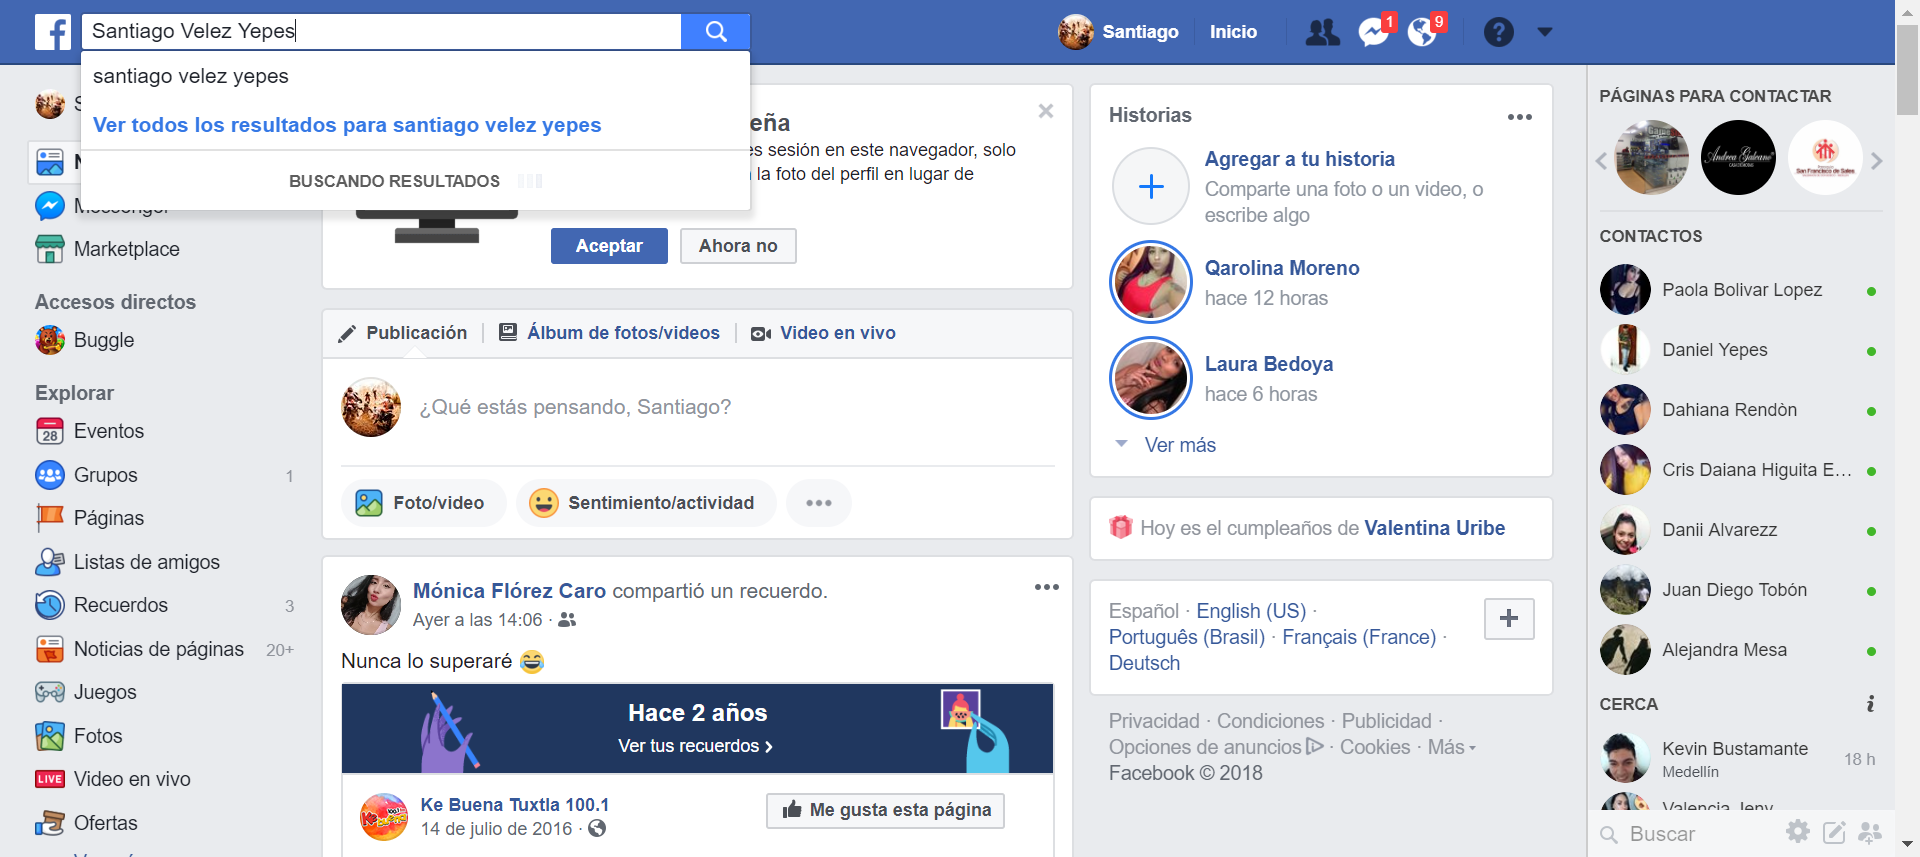 Santiago Velez Yepes
Santiago
Inicio
1
9
santiago velez yepes
Ver todos los resultados para santiago velez yepes
BUSCANDO RESULTADOS
S
N
Messenger
Marketplace
Accesos directos
Buggle
Explorar
28
Eventos
Grupos
1
Páginas
Listas de amigos
Recuerdos
3
Noticias de páginas
20+
Juegos
Fotos
LIVE
Video en vivo
Ofertas
eña
es sesión en este navegador, solo
la foto del perfil en lugar de
Aceptar
Ahora no
Publicación
Álbum de fotos/videos
Video en vivo
¿Qué estás pensando, Santiago?
Foto/video
Sentimiento/actividad
Mónica Flórez Caro compartió un recuerdo.
Ayer a las 14:06 ·
Nunca lo superaré
Hace 2 años
Ver tus recuerdos ›
Ke Buena Tuxtla 100.1
14 de julio de 2016 ·
Me gusta esta página
Historias
Agregar a tu historia
Comparte una foto o un video, o
escribe algo
Qarolina Moreno
hace 12 horas
Laura Bedoya
hace 6 horas
Ver más
Hoy es el cumpleaños de Valentina Uribe
Español · English (US) ·
Português (Brasil) · Français (France) ·
Deutsch
Privacidad · Condiciones · Publicidad ·
Opciones de anuncios · Cookies · Más
Facebook © 2018
PÁGINAS PARA CONTACTAR
Andrea Galeano
San Francisco de Sales
CONTACTOS
Paola Bolivar Lopez
Daniel Yepes
Dahiana Rendòn
Cris Daiana Higuita E...
Danii Alvarezz
Juan Diego Tobón
Alejandra Mesa
CERCA
Kevin Bustamante
Medellín
18 h
Valencia Jeny
Buscar